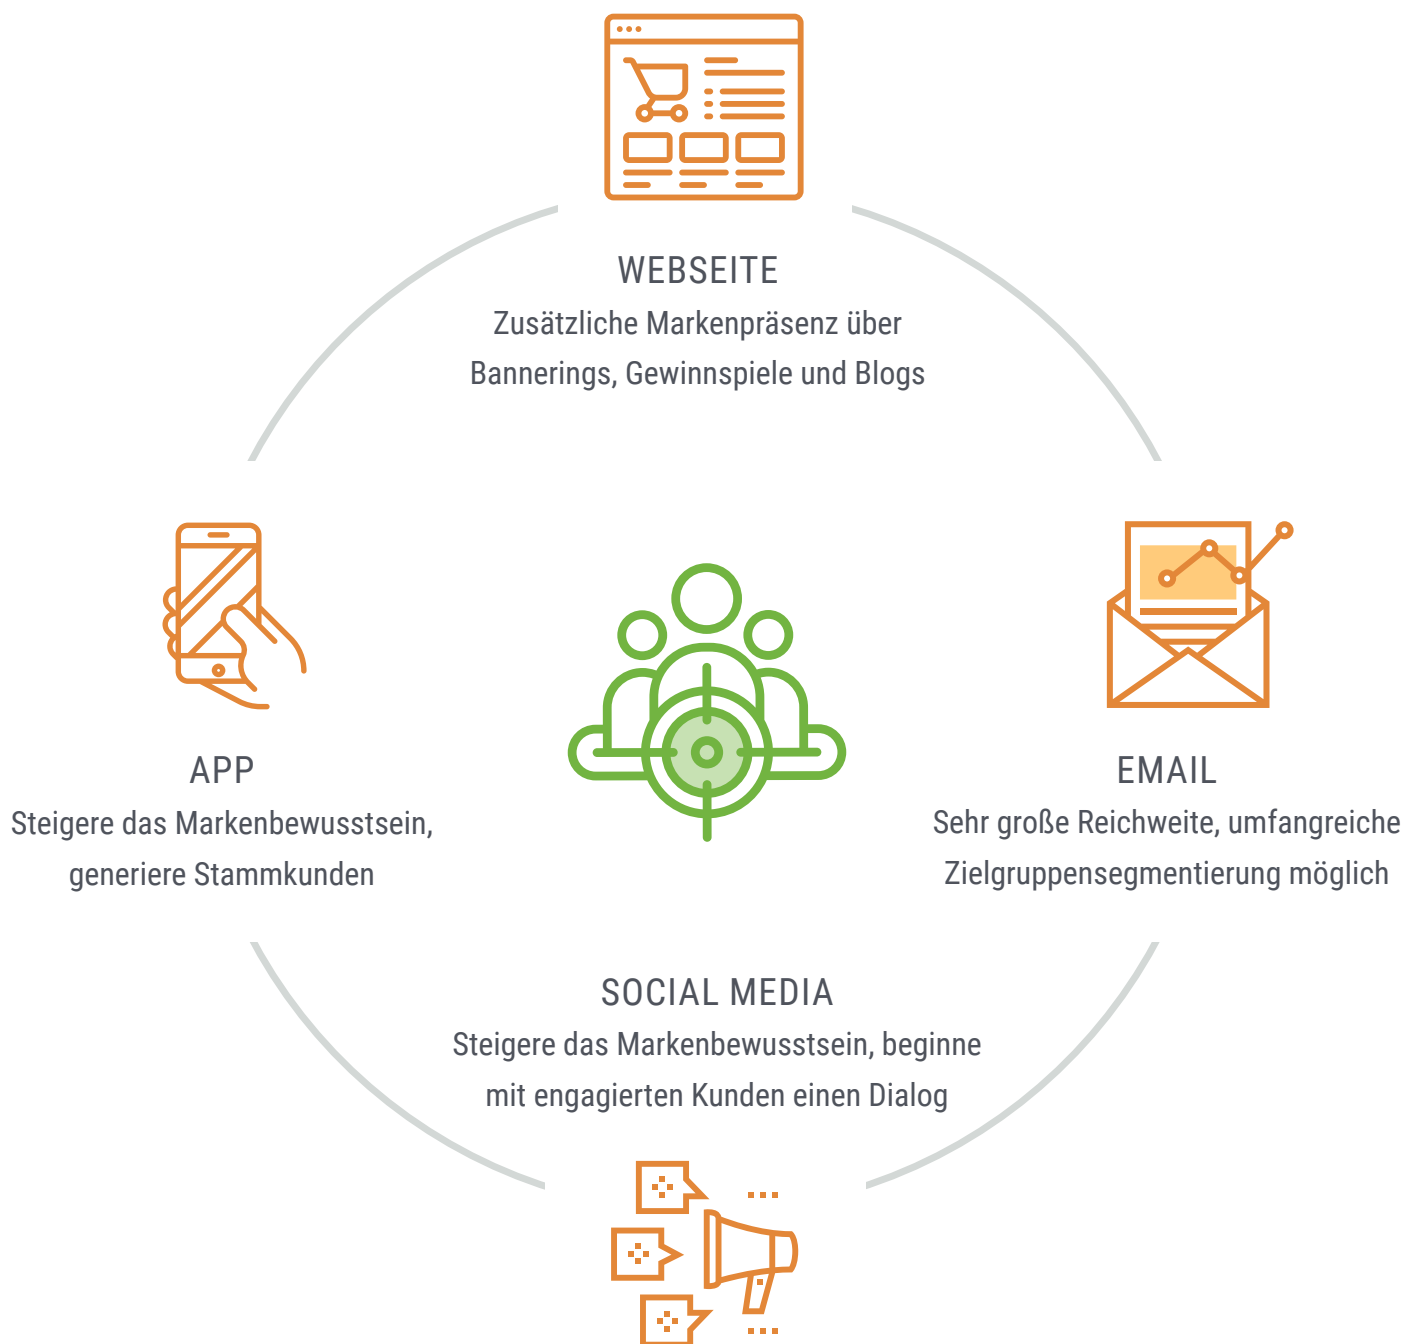 WEBSEITE
Zusätzliche Markenpräsenz über
Bannerings, Gewinnspiele und Blogs
APP
Steigere das Markenbewusstsein,
generiere Stammkunden
EMAIL
Sehr große Reichweite, umfangreiche
Zielgruppensegmentierung möglich
SOCIAL MEDIA
Steigere das Markenbewusstsein, beginne
mit engagierten Kunden einen Dialog